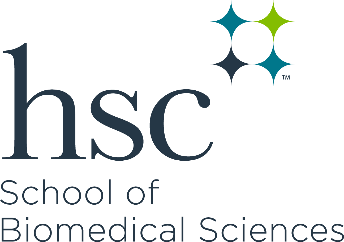 hsc
™
School of
Biomedical Sciences